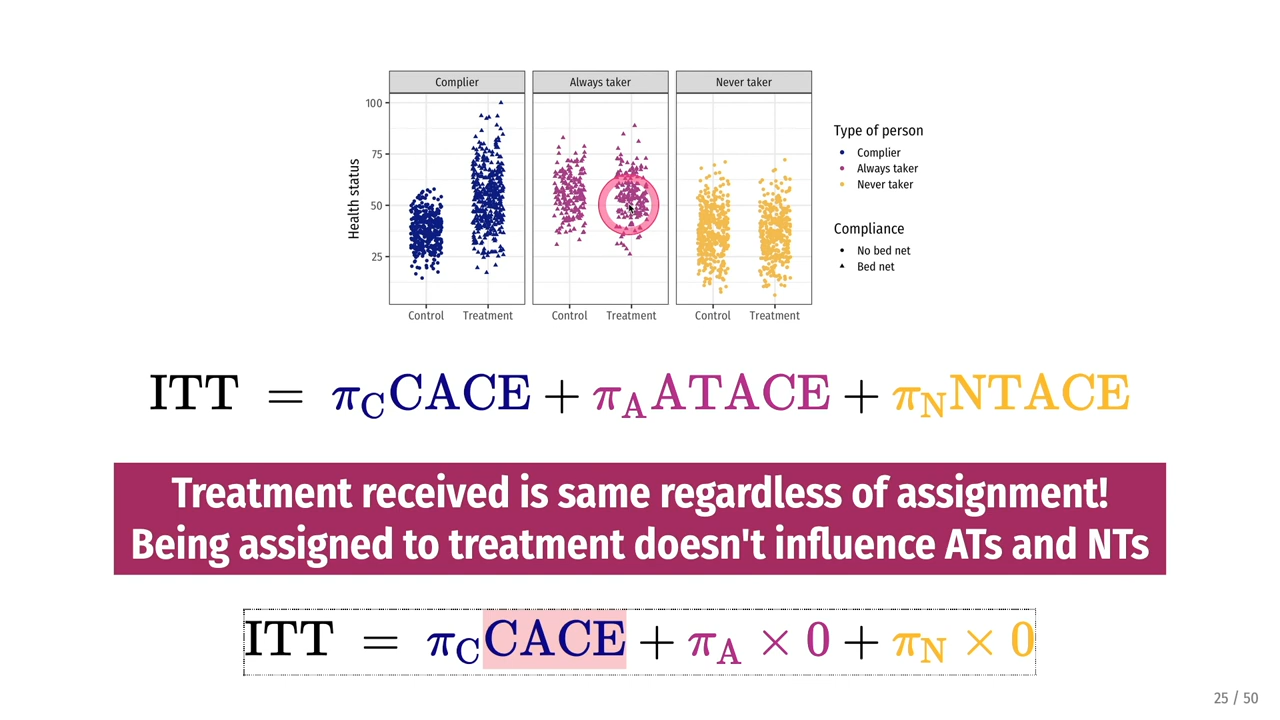 Complier Always taker Never taker
100
75
50
25
Health status
Control Treatment Control Treatment Control Treatment
Type of person
Complier
Always taker
Never taker
Compliance
No bed net
Bed net
ITT = π_C CACE + π_A ATACE + π_N NTACE
Treatment received is same regardless of assignment!
Being assigned to treatment doesn't influence ATs and NTs
ITT = π_C CACE + π_A × 0 + π_N × 0
25 / 50